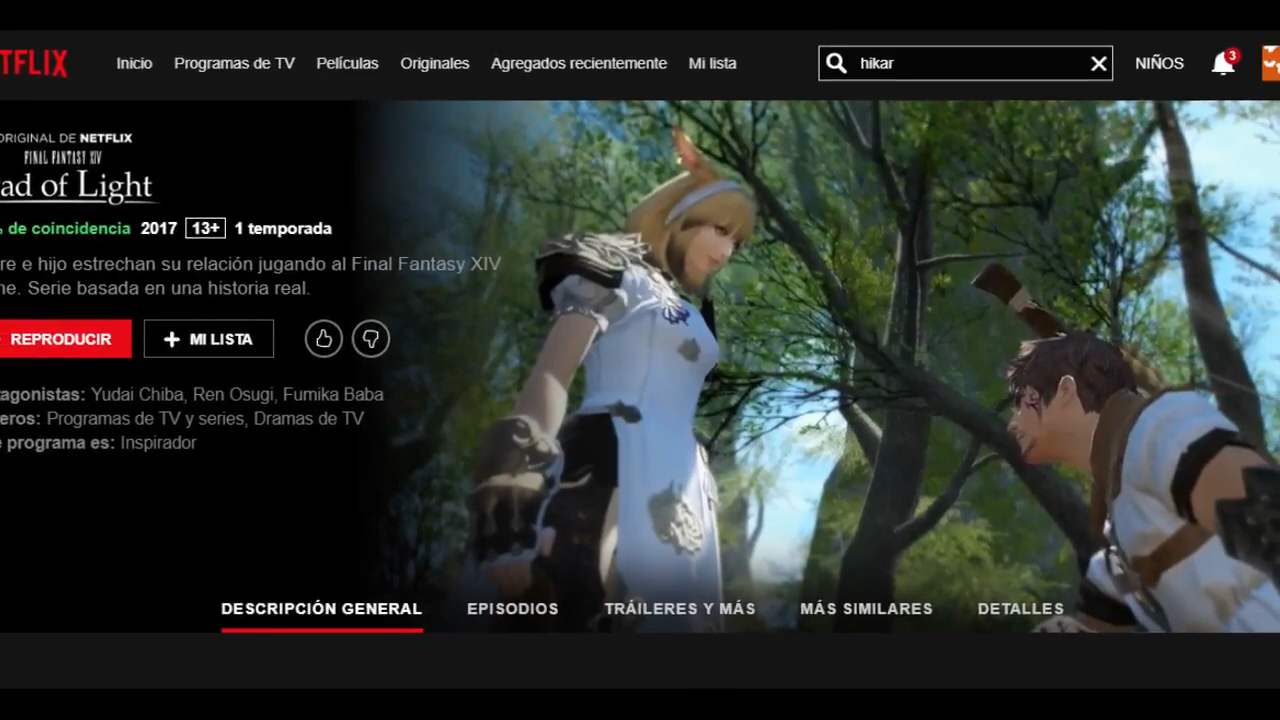 TFLIX
Inicio Programas de TV Películas Originales Agregados recientemente Mi lista hikar NIÑOS 3
ORIGINAL DE NETFLIX
FINAL FANTASY XIV
ad of Light
de coincidencia 2017 13+ 1 temporada
re e hijo estrechan su relación jugando al Final Fantasy XIV
ne. Serie basada en una historia real.
REPRODUCIR + MI LISTA
tagonistas: Yudai Chiba, Ren Osugi, Fumika Baba
eros: Programas de TV y series, Dramas de TV
e programa es: Inspirador
DESCRIPCIÓN GENERAL EPISODIOS TRÁILERES Y MÁS MÁS SIMILARES DETALLES